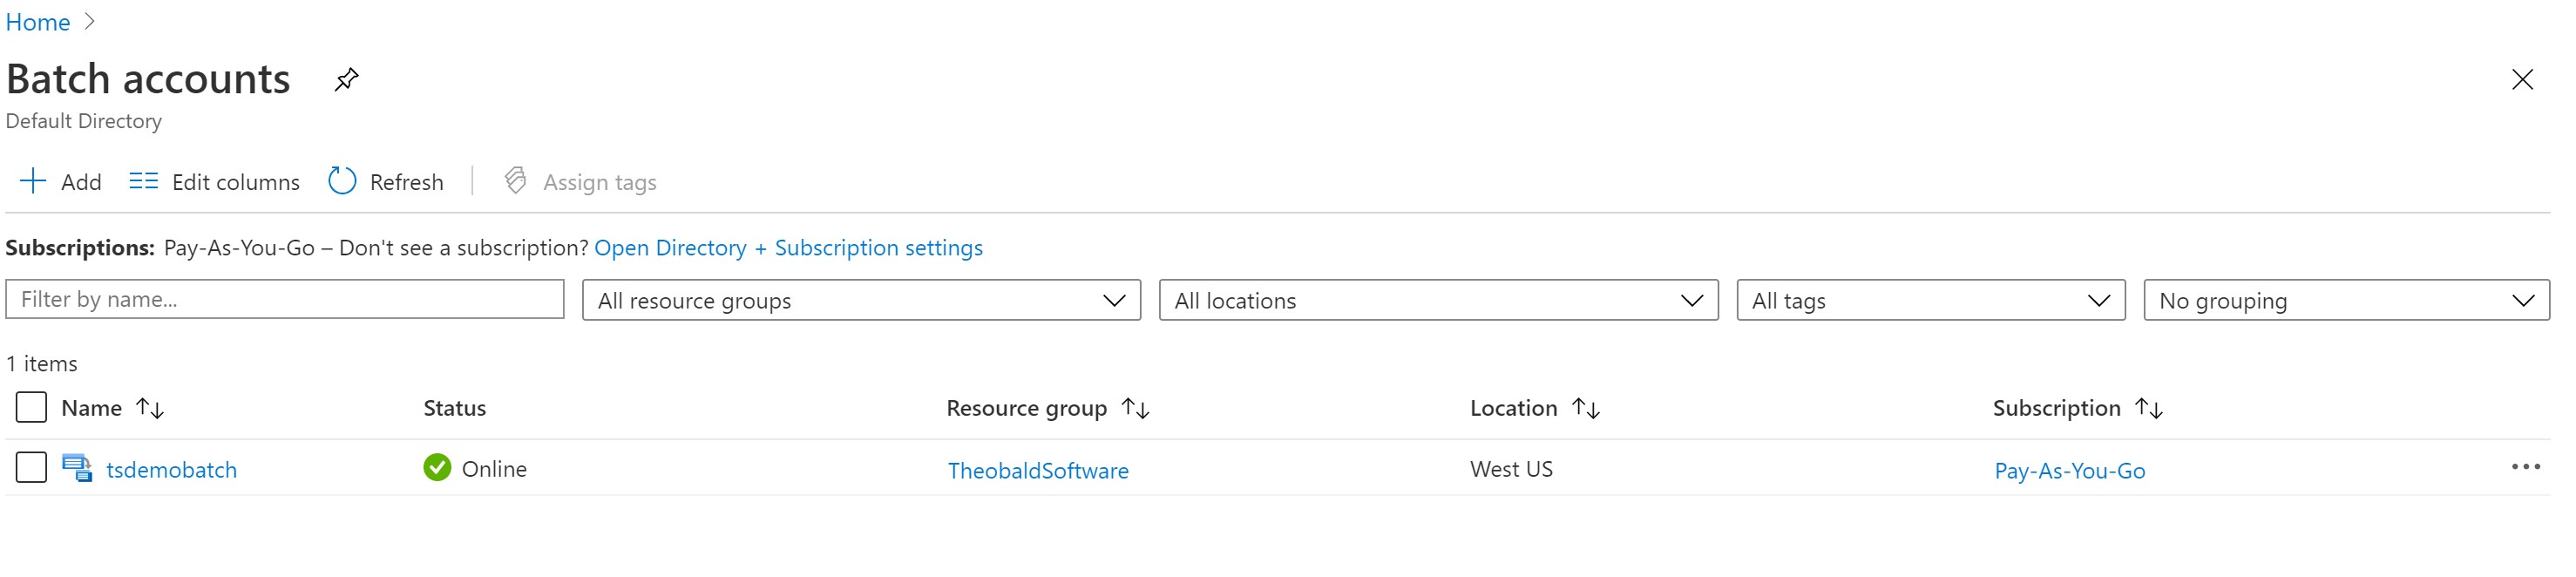 Home
Batch accounts
Default Directory
Add Edit columns Refresh Assign tags
Subscriptions: Pay-As-You-Go – Don't see a subscription? Open Directory + Subscription settings
Filter by name... All resource groups All locations All tags No grouping
1 items
Name Status Resource group Location Subscription
tsdemobatch Online TheobaldSoftware West US Pay-As-You-Go